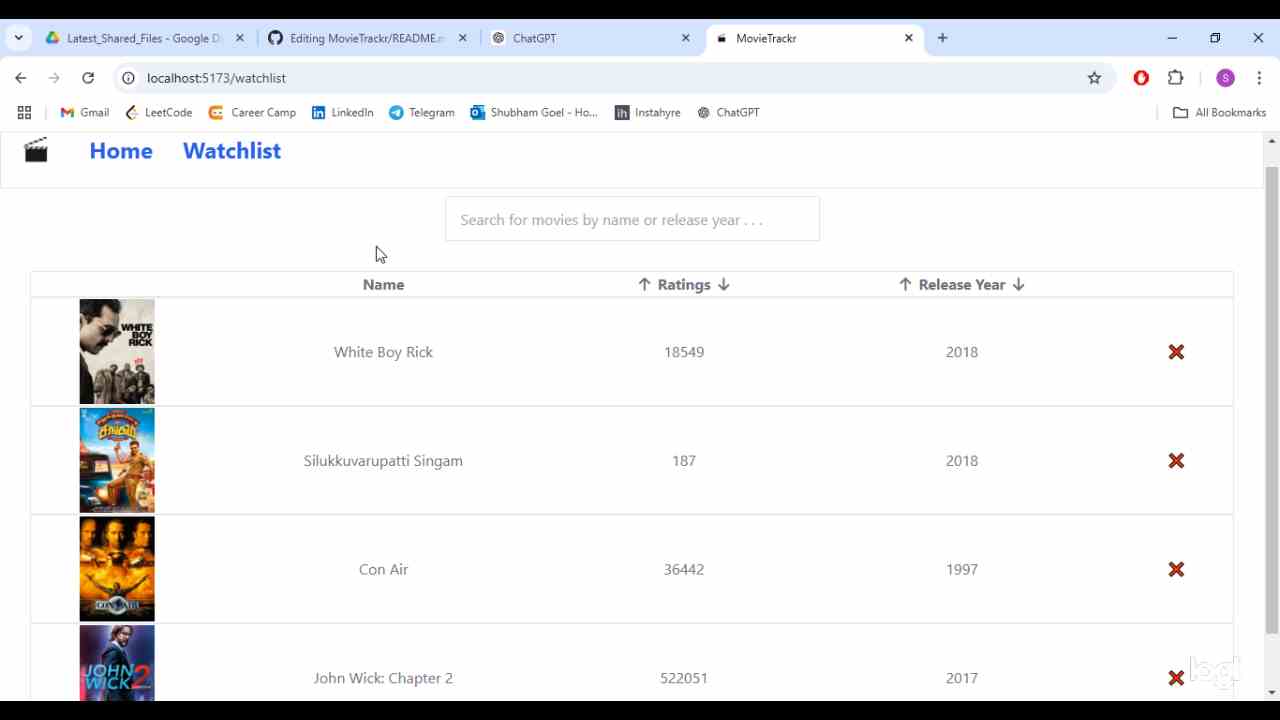 Latest_Shared_Files - Google D
Editing MovieTrackr/README.m
ChatGPT
MovieTrackr
localhost:5173/watchlist
S
Gmail
LeetCode
Career Camp
LinkedIn
Telegram
Shubham Goel - Ho...
Instahyre
ChatGPT
All Bookmarks
Home Watchlist
Search for movies by name or release year . . .
Name ↑ Ratings ↓ ↑ Release Year ↓
WHITE
BOY
RICK
White Boy Rick 18549 2018
Silukkuvarupatti Singam 187 2018
CON AIR
Con Air 36442 1997
JOHN
WICK 2
John Wick: Chapter 2 522051 2017